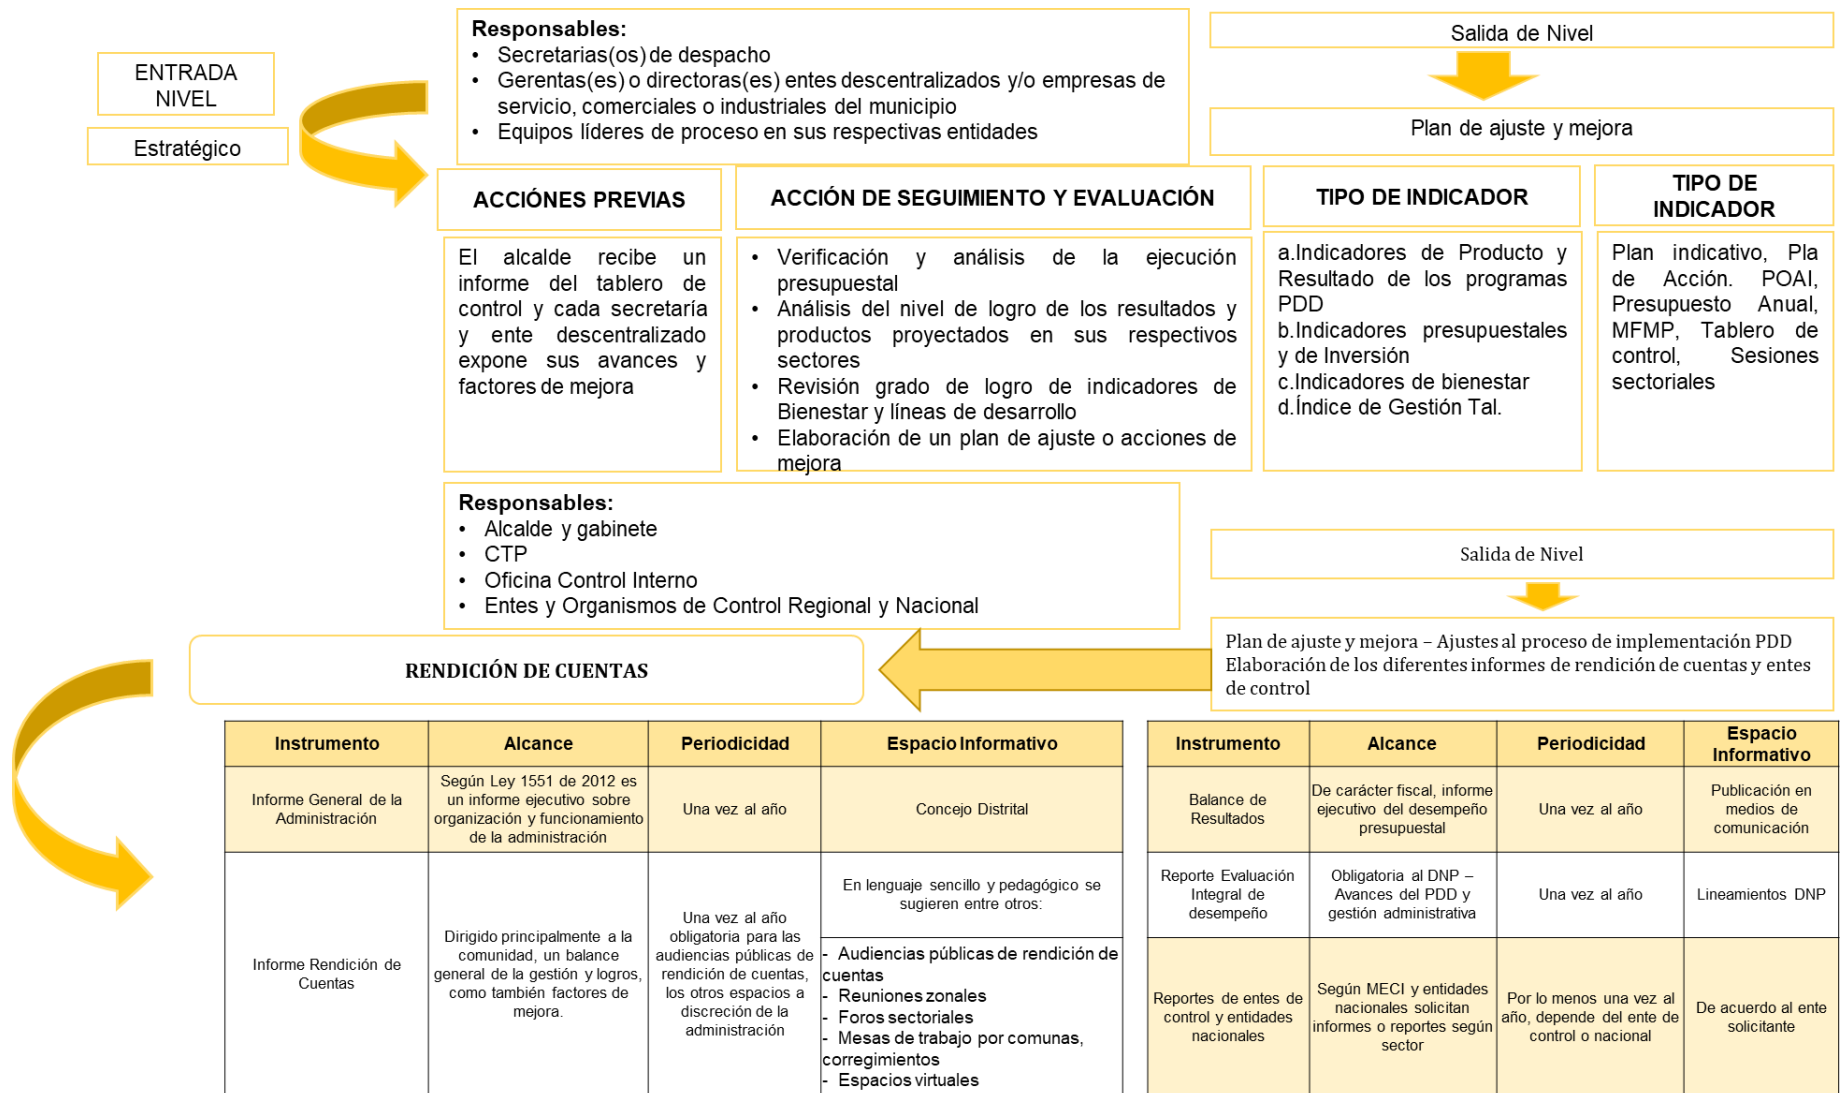 ENTRADA
NIVEL
Estratégico
Responsables:
• Secretarias(os) de despacho
• Gerentas(es) o directoras(es) entes descentralizados y/o empresas de
servicio, comerciales o industriales del municipio
• Equipos líderes de proceso en sus respectivas entidades
Salida de Nivel
Plan de ajuste y mejora
ACCIÓNES PREVIAS
El alcalde recibe un
informe del tablero de
control y cada secretaría
y ente descentralizado
expone sus avances y
factores de mejora
ACCIÓN DE SEGUIMIENTO Y EVALUACIÓN
• Verificación y análisis de la ejecución
presupuestal
• Análisis del nivel de logro de los resultados y
productos proyectados en sus respectivos
sectores
• Revisión grado de logro de indicadores de
Bienestar y líneas de desarrollo
• Elaboración de un plan de ajuste o acciones de
mejora
TIPO DE INDICADOR
a.Indicadores de Producto y
Resultado de los programas
PDD
b.Indicadores presupuestales
y de Inversión
c.Indicadores de bienestar
d.Índice de Gestión Tal.
TIPO DE
INDICADOR
Plan indicativo, Pla
de Acción. POAI,
Presupuesto Anual,
MFMP, Tablero de
control, Sesiones
sectoriales
Responsables:
• Alcalde y gabinete
• CTP
• Oficina Control Interno
• Entes y Organismos de Control Regional y Nacional
Salida de Nivel
Plan de ajuste y mejora – Ajustes al proceso de implementación PDD
Elaboración de los diferentes informes de rendición de cuentas y entes
de control
RENDICIÓN DE CUENTAS
Instrumento
Alcance
Periodicidad
Espacio Informativo
Informe General de la
Administración
Según Ley 1551 de 2012 es
un informe ejecutivo sobre
organización y funcionamiento
de la administración
Una vez al año
Concejo Distrital
Informe Rendición de
Cuentas
Dirigido principalmente a la
comunidad, un balance
general de la gestión y logros,
como también factores de
mejora.
Una vez al año
obligatoria para las
audiencias públicas de
rendición de cuentas,
los otros espacios a
discreción de la
administración
En lenguaje sencillo y pedagógico se
sugieren entre otros:
- Audiencias públicas de rendición de
cuentas
- Reuniones zonales
- Foros sectoriales
- Mesas de trabajo por comunas,
corregimientos
- Espacios virtuales
Instrumento
Alcance
Periodicidad
Espacio
Informativo
Balance de
Resultados
De carácter fiscal, informe
ejecutivo del desempeño
presupuestal
Una vez al año
Publicación en
medios de
comunicación
Reporte Evaluación
Integral de
desempeño
Obligatoria al DNP –
Avances del PDD y
gestión administrativa
Una vez al año
Lineamientos DNP
Reportes de entes de
control y entidades
nacionales
Según MECI y entidades
nacionales solicitan
informes o reportes según
sector
Por lo menos una vez al
año, depende del ente de
control o nacional
De acuerdo al ente
solicitante